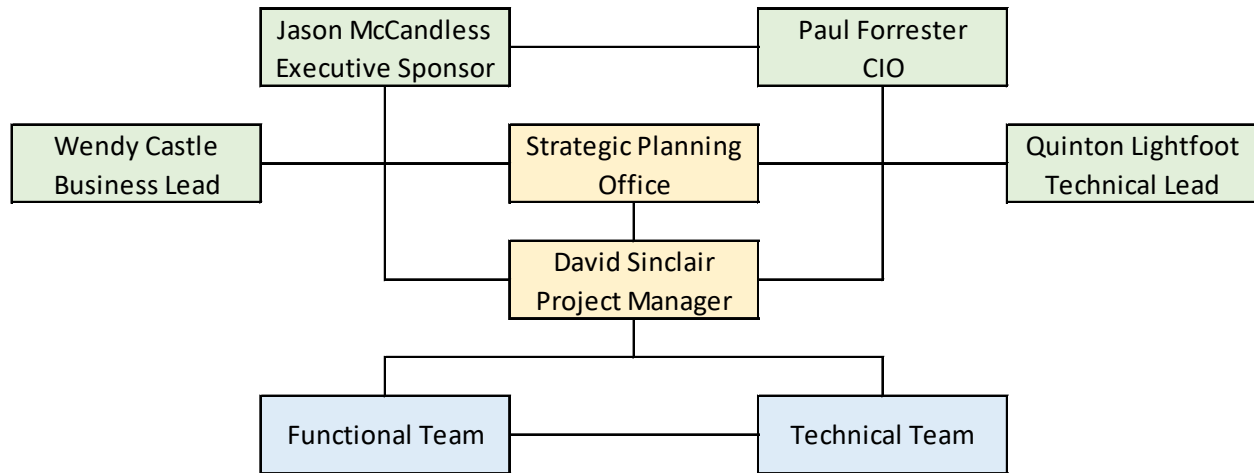 Jason McCandless
Executive Sponsor
Paul Forrester
CIO
Wendy Castle
Business Lead
Strategic Planning
Office
Quinton Lightfoot
Technical Lead
David Sinclair
Project Manager
Functional Team
Technical Team